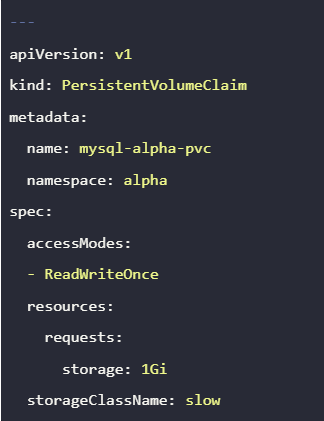 ---
apiVersion: v1
kind: PersistentVolumeClaim
metadata:
  name: mysql-alpha-pvc
  namespace: alpha
spec:
  accessModes:
  - ReadWriteOnce
  resources:
    requests:
      storage: 1Gi
  storageClassName: slow